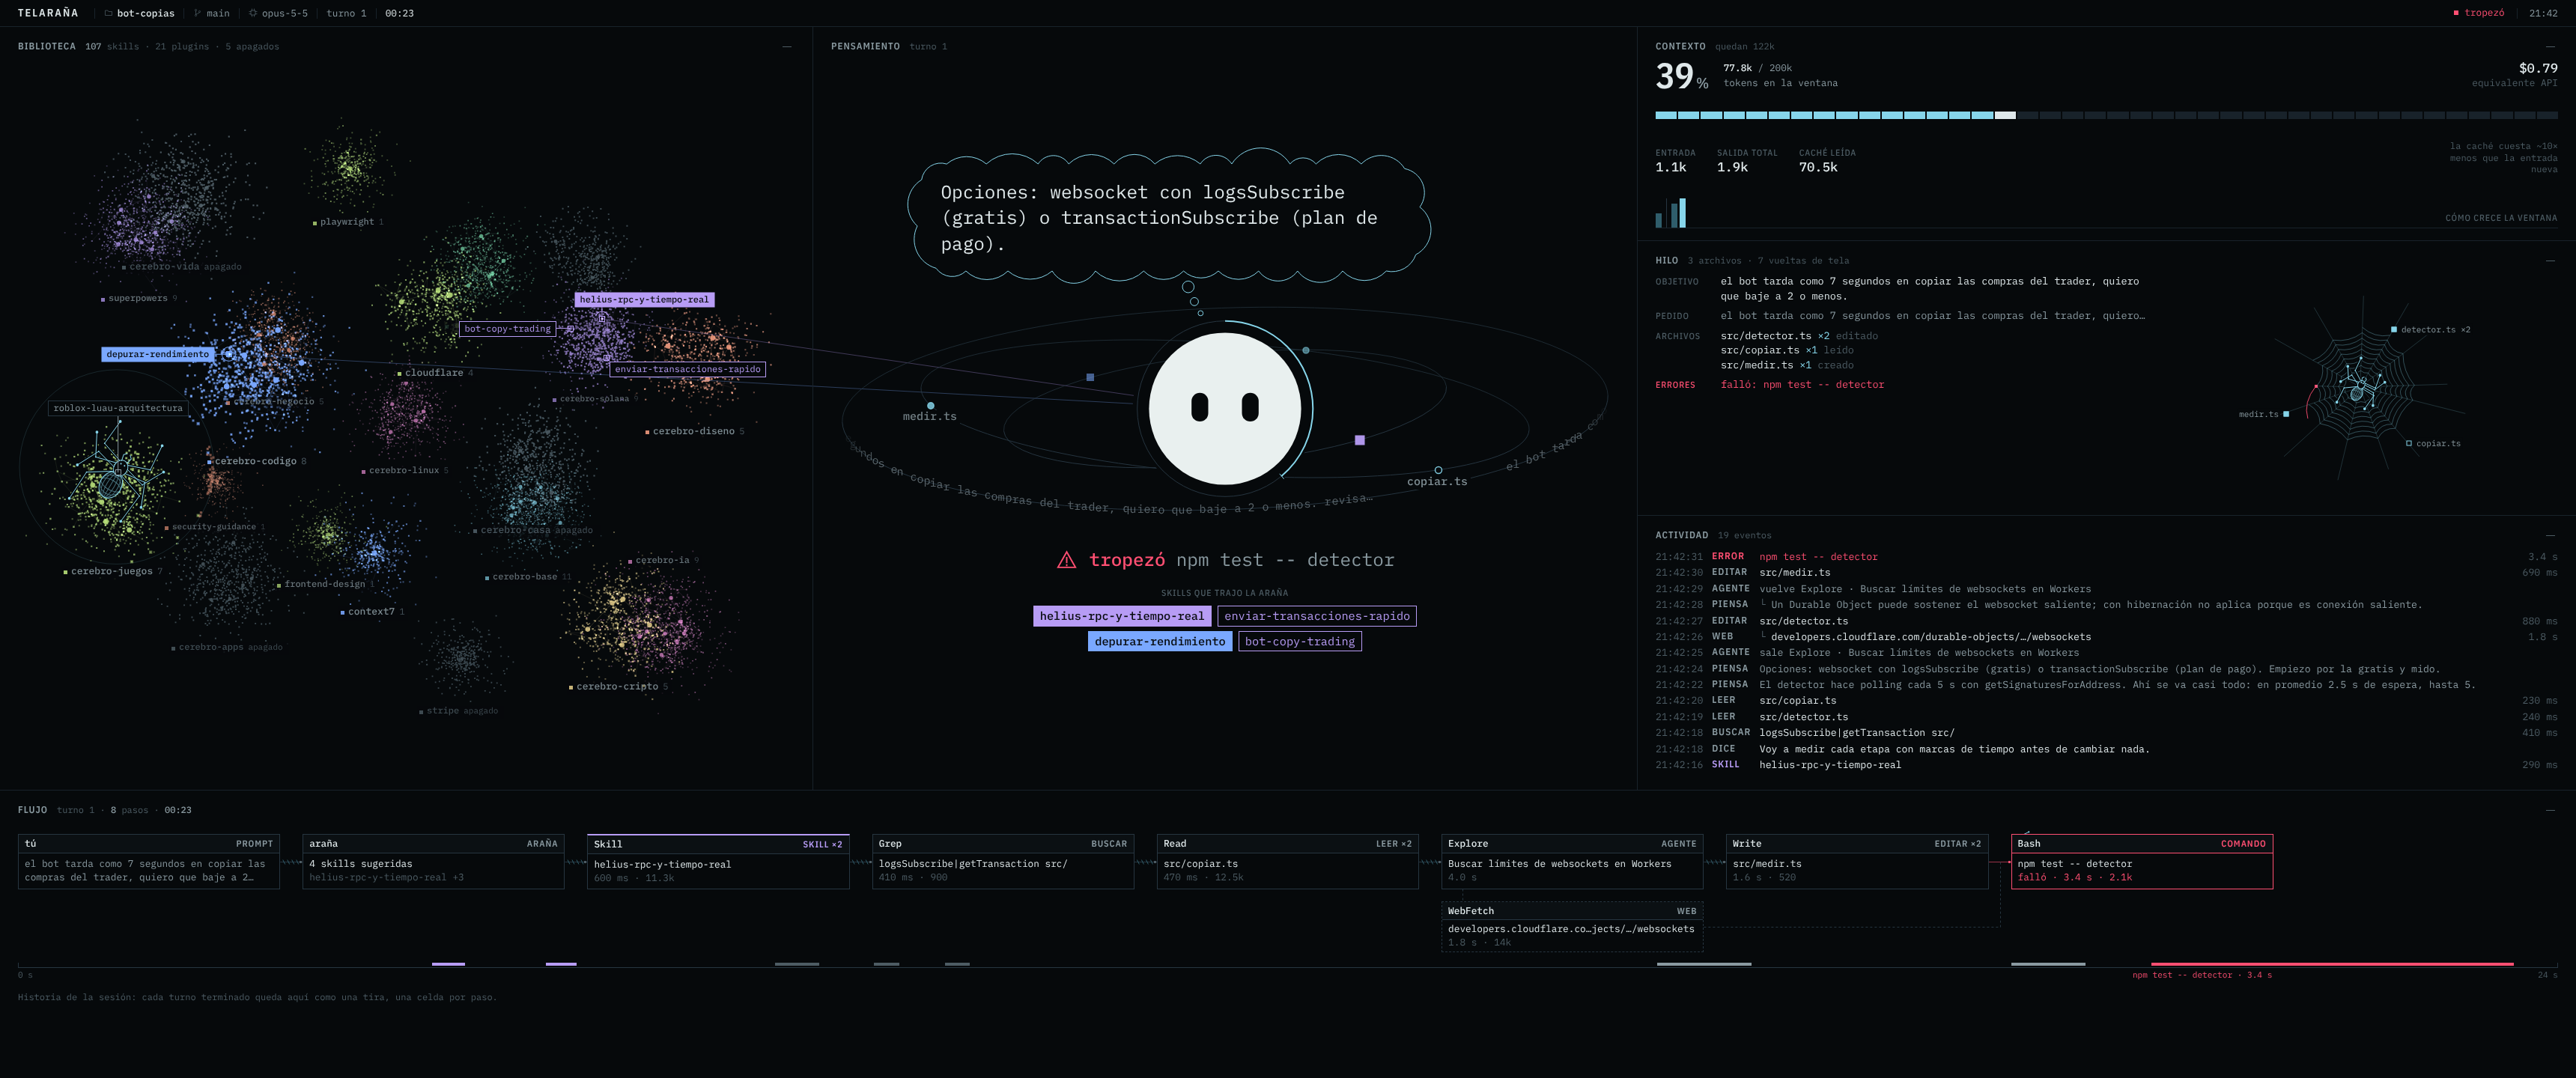 TELARAÑA bot-copias main opus-5-5 turno 1 00:23
tropezó 21:42
BIBLIOTECA 107 skills · 21 plugins · 5 apagados —
playwright 1
cerebro-vida apagado
superpowers 9
helius-rpc-y-tiempo-real
bot-copy-trading
depurar-rendimiento
enviar-transacciones-rapido
cloudflare 4
cerebro-negocio 5
cerebro-solana
roblox-luau-arquitectura
cerebro-diseno 5
cerebro-codigo 8
cerebro-linux 5
security-guidance 1
cerebro-casa apagado
cerebro-juegos 7
frontend-design 1
cerebro-base 11
cerebro-ia 9
context7 1
cerebro-apps apagado
cerebro-cripto 5
stripe apagado
PENSAMIENTO turno 1
Opciones: websocket con logsSubscribe
(gratis) o transactionSubscribe (plan de
pago).
medir.ts
copiar.ts
en copiar las compras del trader, quiero que baje a 2 o menos. revisa…
el bot tarda
tropezó npm test -- detector
SKILLS QUE TRAJO LA ARAÑA
helius-rpc-y-tiempo-real enviar-transacciones-rapido
depurar-rendimiento bot-copy-trading
CONTEXTO quedan 122k —
39% 77.8k / 200k
tokens en la ventana
$0.79
equivalente API
ENTRADA SALIDA TOTAL CACHÉ LEÍDA
1.1k 1.9k 70.5k
la caché cuesta ~10×
menos que la entrada
nueva
CÓMO CRECE LA VENTANA
HILO 3 archivos · 7 vueltas de tela —
OBJETIVO el bot tarda como 7 segundos en copiar las compras del trader, quiero
que baje a 2 o menos.
PEDIDO el bot tarda como 7 segundos en copiar las compras del trader, quiero…
ARCHIVOS src/detector.ts ×2 editado
src/copiar.ts ×1 leído
src/medir.ts ×1 creado
ERRORES falló: npm test -- detector
detector.ts ×2
medir.ts
copiar.ts
ACTIVIDAD 19 eventos —
21:42:31 ERROR npm test -- detector 3.4 s
21:42:30 EDITAR src/medir.ts 690 ms
21:42:29 AGENTE vuelve Explore · Buscar límites de websockets en Workers
21:42:28 PIENSA └ Un Durable Object puede sostener el websocket saliente; con hibernación no aplica porque es conexión saliente.
21:42:27 EDITAR src/detector.ts 880 ms
21:42:26 WEB └ developers.cloudflare.com/durable-objects/…/websockets 1.8 s
21:42:25 AGENTE sale Explore · Buscar límites de websockets en Workers
21:42:24 PIENSA Opciones: websocket con logsSubscribe (gratis) o transactionSubscribe (plan de pago). Empiezo por la gratis y mido.
21:42:22 PIENSA El detector hace polling cada 5 s con getSignaturesForAddress. Ahí se va casi todo: en promedio 2.5 s de espera, hasta 5.
21:42:20 LEER src/copiar.ts 230 ms
21:42:19 LEER src/detector.ts 240 ms
21:42:18 BUSCAR logsSubscribe|getTransaction src/ 410 ms
21:42:18 DICE Voy a medir cada etapa con marcas de tiempo antes de cambiar nada.
21:42:16 SKILL helius-rpc-y-tiempo-real 290 ms
FLUJO turno 1 · 8 pasos · 00:23 —
tú PROMPT
el bot tarda como 7 segundos en copiar las
compras del trader, quiero que baje a 2…
araña ARAÑA
4 skills sugeridas
helius-rpc-y-tiempo-real +3
Skill SKILL ×2
helius-rpc-y-tiempo-real
600 ms · 11.3k
Grep BUSCAR
logsSubscribe|getTransaction src/
410 ms · 900
Read LEER ×2
src/copiar.ts
470 ms · 12.5k
Explore AGENTE
Buscar límites de websockets en Workers
4.0 s
Write EDITAR ×2
src/medir.ts
1.6 s · 520
Bash COMANDO
npm test -- detector
falló · 3.4 s · 2.1k
WebFetch WEB
developers.cloudflare.co…jects/…/websockets
1.8 s · 14k
0 s npm test -- detector · 3.4 s 24 s
Historia de la sesión: cada turno terminado queda aquí como una tira, una celda por paso.